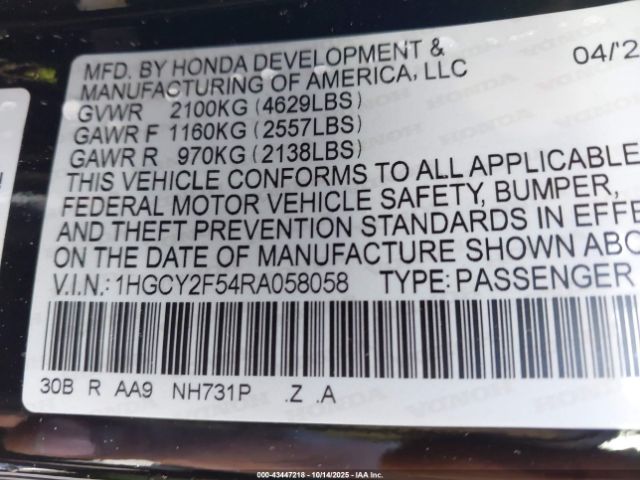 MFD. BY HONDA DEVELOPMENT & 04/'2
MANUFACTURING OF AMERICA, LLC
GVWR 2100KG (4629LBS)
GAWR F 1160KG (2557LBS)
GAWR R 970KG (2138LBS)
THIS VEHICLE CONFORMS TO ALL APPLICABLE
FEDERAL MOTOR VEHICLE SAFETY, BUMPER,
AND THEFT PREVENTION STANDARDS IN EFFE
ON THE DATE OF MANUFACTURE SHOWN ABO
V.I.N.: 1HGCY2F54RA058058 TYPE: PASSENGER
30B R AA9 NH731P .Z .A
000-43447218 - 10/14/2025 - IAA Inc.